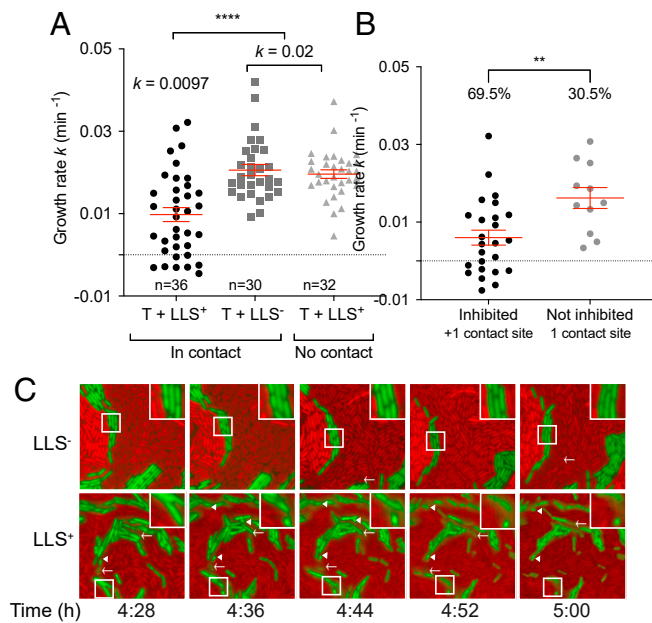 A
****
k = 0.02
k = 0.0097
Growth rate k (min -1)
0.05
0.03
0.01
-0.01
n=36
n=30
n=32
T + LLS+
T + LLS-
T + LLS+
In contact
No contact
B
**
69.5%
30.5%
Growth rate k (min -1)
0.05
0.03
0.01
-0.01
Inhibited
+1 contact site
Not inhibited
1 contact site
C
LLS-
LLS+
Time (h)
4:28
4:36
4:44
4:52
5:00